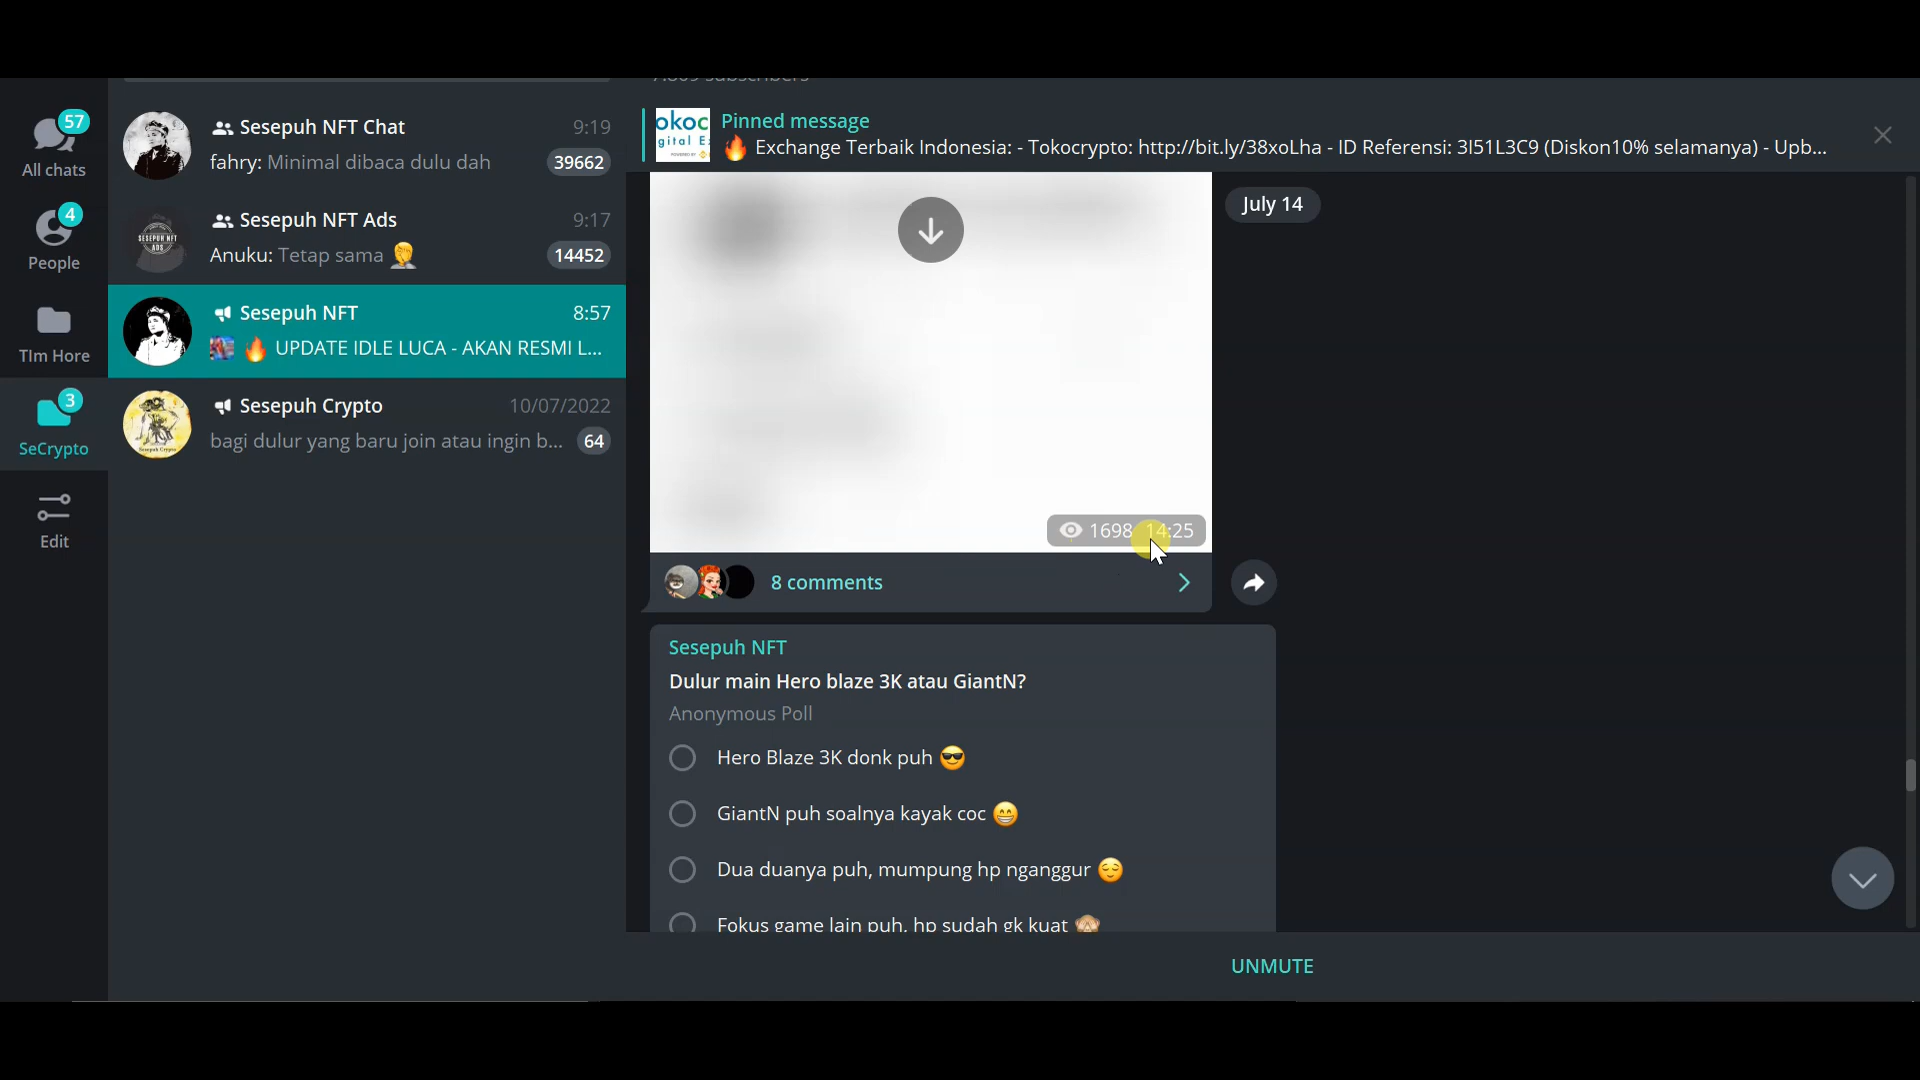 57
All chats
4
People
TIm Hore
3
SeCrypto
Edit
Sesepuh NFT Chat 9:19
fahry: Minimal dibaca dulu dah 39662
Sesepuh NFT Ads 9:17
Anuku: Tetap sama 🤦 14452
SESEPUH NFT
ADS
Sesepuh NFT 8:57
🔥 UPDATE IDLE LUCA - AKAN RESMI L...
Sesepuh Crypto 10/07/2022
bagi dulur yang baru join atau ingin b... 64
Pinned message
🔥 Exchange Terbaik Indonesia: - Tokocrypto: http://bit.ly/38xoLha - ID Referensi: 3I51L3C9 (Diskon10% selamanya) - Upb...
okoc
gital E
July 14
1698 14:25
8 comments
Sesepuh NFT
Dulur main Hero blaze 3K atau GiantN?
Anonymous Poll
Hero Blaze 3K donk puh 😎
GiantN puh soalnya kayak coc 😁
Dua duanya puh, mumpung hp nganggur 😌
Fokus game lain puh, hp sudah gk kuat 🙈
UNMUTE